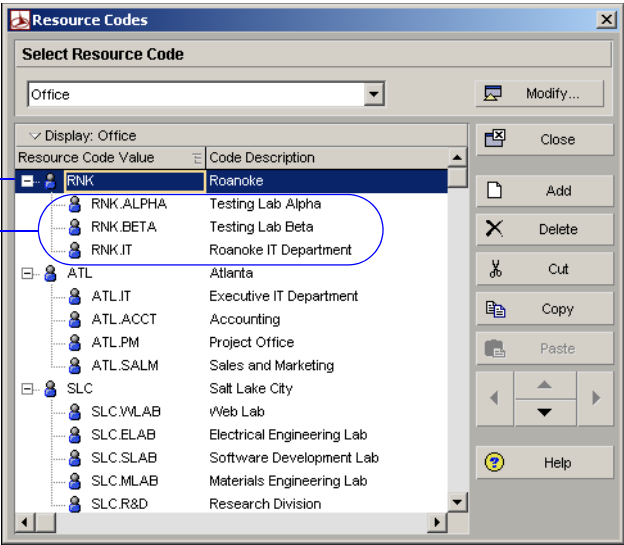 Resource Codes
Select Resource Code
Office
Modify...
Display: Office
Close
Resource Code Value Code Description
RNK Roanoke
Add
RNK.ALPHA Testing Lab Alpha
RNK.BETA Testing Lab Beta
Delete
RNK.IT Roanoke IT Department
ATL Atlanta
Cut
ATL.IT Executive IT Department
ATL.ACCT Accounting
Copy
ATL.PM Project Office
Paste
ATL.SALM Sales and Marketing
SLC Salt Lake City
SLC.WLAB Web Lab
SLC.ELAB Electrical Engineering Lab
SLC.SLAB Software Development Lab
Help
SLC.MLAB Materials Engineering Lab
SLC.R&D Research Division